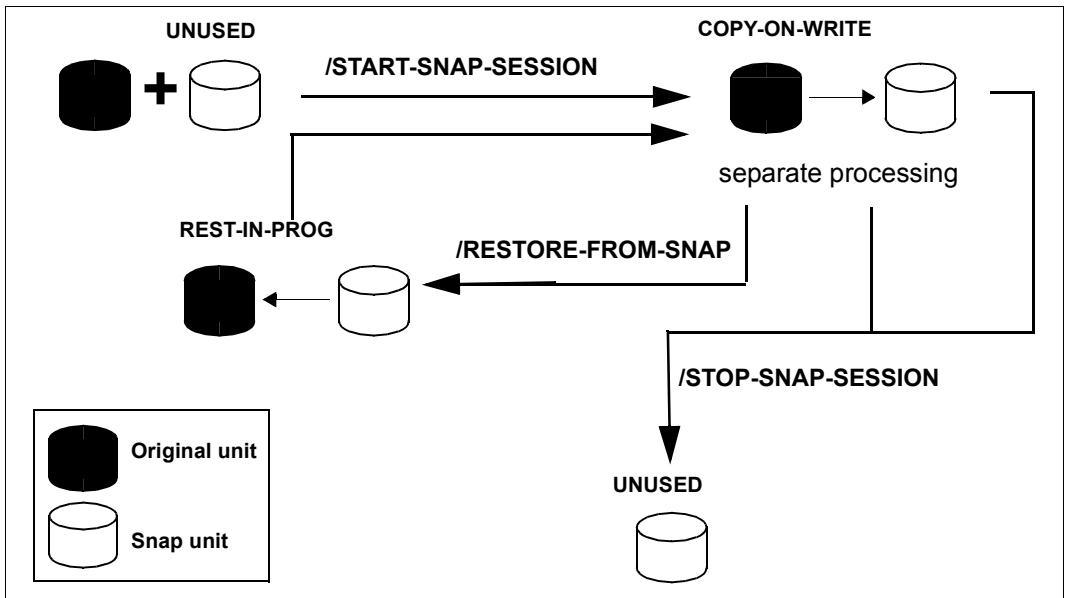 UNUSED
COPY-ON-WRITE
/START-SNAP-SESSION
separate processing
REST-IN-PROG
/RESTORE-FROM-SNAP
/STOP-SNAP-SESSION
UNUSED
Original unit
Snap unit